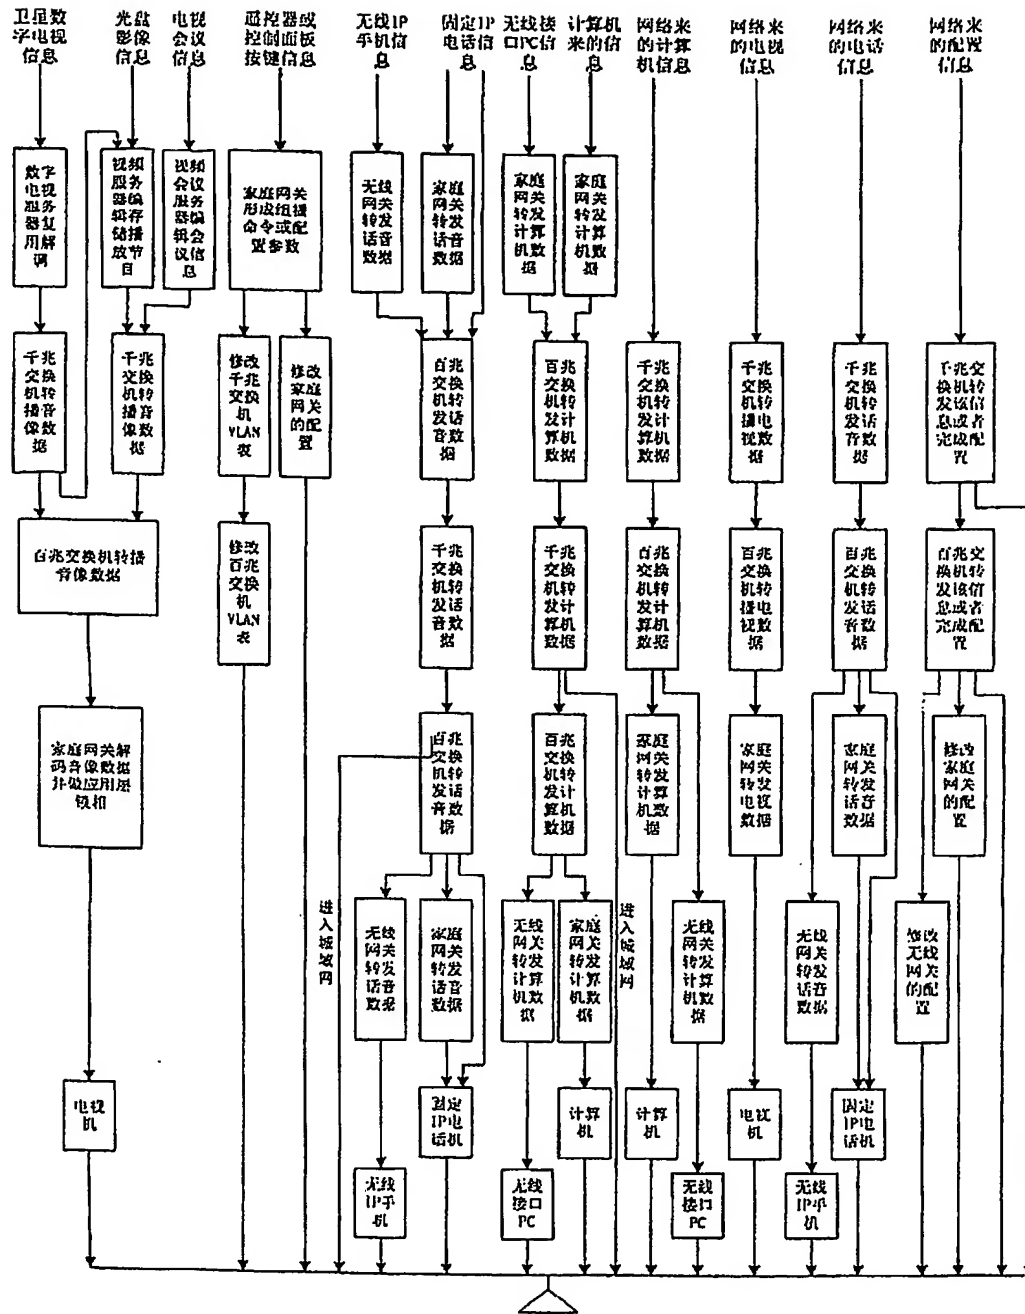 卫星数
字电视
信息
光盘
影像
信息
电视
会议
信息
遥控器或
控制面板
按键信息
无线IP
手机信
息
固定IP
电话信
息
无线接
口PC信
息
计算机
来的信
息
网络来
的计算
机信息
网络来
的电视
信息
网络来
的电话
信息
网络来
的配置
信息
数字
电视
服务
器复
用解
调
视频
服务
器编
辑存
储播
放节
目
视频
会议
服务
器编
辑会
议信
息
家庭网关
形成组播
命令或配
置参数
无线
网关
转发
话音
数据
家庭
网关
转发
话音
数据
家庭
网关
转发
计算
机数
据
家庭
网关
转发
计算
机数
据
千兆
交换
机转
播音
像数
据
千兆
交换
机转
播音
像数
据
修改
千兆
交换
机
VLAN
表
修改
家庭
网关
的配
置
百兆
交换
机转
发话
音数
据
百兆
交换
机转
发计
算机
数据
千兆
交换
机转
发计
算机
数据
千兆
交换
机转
播电
视数
据
千兆
交换
机转
发话
音数
据
千兆交
换机转
发该信
息或者
完成配
置
百兆交换机转播
音像数据
修改
百兆
交换
机
VLAN
表
千兆
交换
机转
发话
音数
据
千兆
交换
机转
发计
算机
数据
百兆
交换
机转
发计
算机
数据
百兆
交换
机转
播电
视数
据
百兆
交换
机转
发话
音数
据
百兆交
换机转
发该信
息或者
完成配
置
家庭网关解
码音像数据
并做应用层
锁相
百兆
交换
机转
发话
音数
据
百兆
交换
机转
发计
算机
数据
家庭
网关
转发
计算
机数
据
家庭
网关
转发
电视
数据
家庭
网关
转发
话音
数据
修改
家庭
网关
的配
置
进入城域网
无线
网关
转发
话音
数据
家庭
网关
转发
话音
数据
无线
网关
转发
计算
机数
据
家庭
网关
转发
计算
机数
据
进入城域网
无线
网关
转发
计算
机数
据
无线
网关
转发
话音
数据
修改
无线
网关
的配
置
电视
机
固定
IP电
话机
计算
机
计算
机
电视
机
固定
IP电
话机
无线
IP手
机
无线
接口
PC
无线
接口
PC
无线
IP手
机